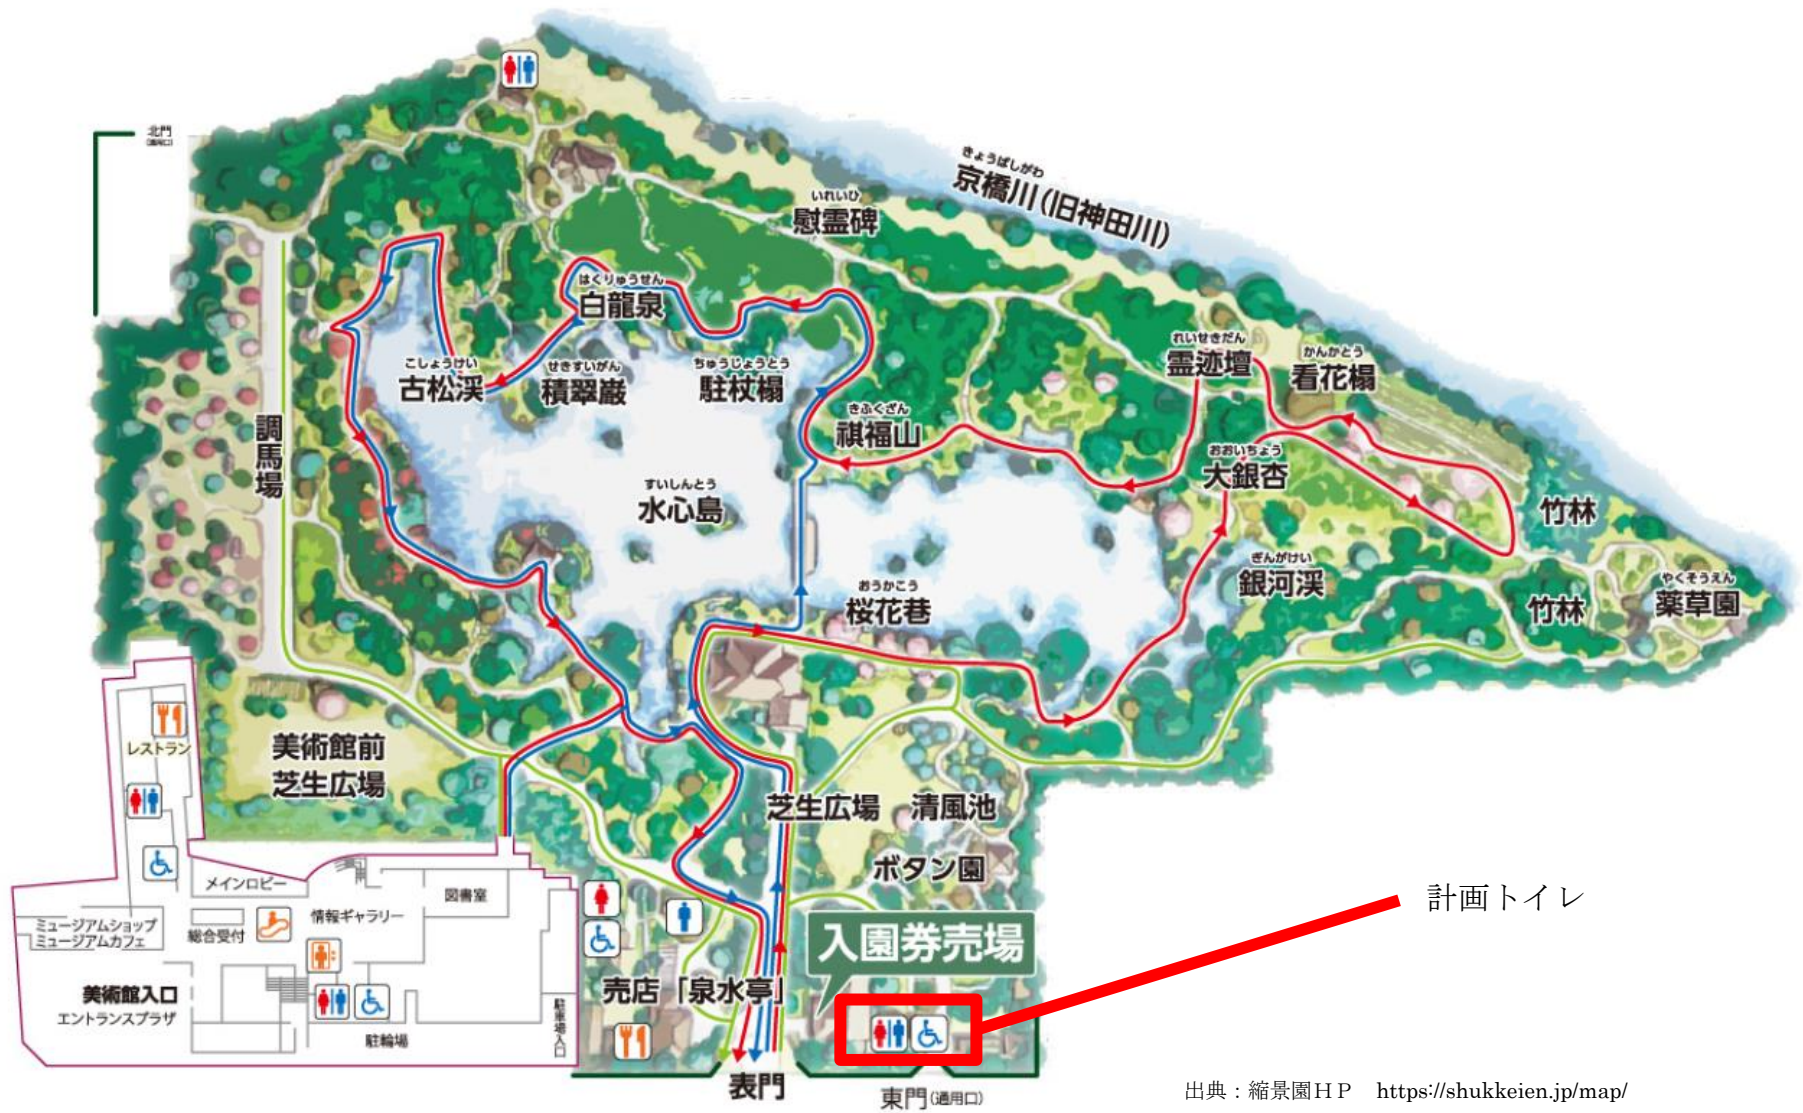 北門
(通用口)
きょうばしがわ
京橋川(旧神田川)
いれいひ
慰霊碑
はくりゅうせん
白龍泉
こしょうけい
古松渓
せきすいがん
積翠巌
ちゅうじょうとう
駐杖榻
れいせきだん
霊迹壇
かんかとう
看花榻
きふくざん
祺福山
調馬場
おおいちょう
大銀杏
すいしんとう
水心島
竹林
ぎんがけい
銀河渓
おうかこう
桜花巷
竹林
やくそうえん
薬草園
レストラン
美術館前
芝生広場
芝生広場
清風池
ボタン園
メインロビー
図書室
ミュージアムショップ
ミュージアムカフェ
総合受付
情報ギャラリー
入園券売場
計画トイレ
美術館入口
エントランスプラザ
売店「泉水亭」
駐輪場
駐車場入口
表門
東門(通用口)
出典：縮景園HP https://shukkeien.jp/map/